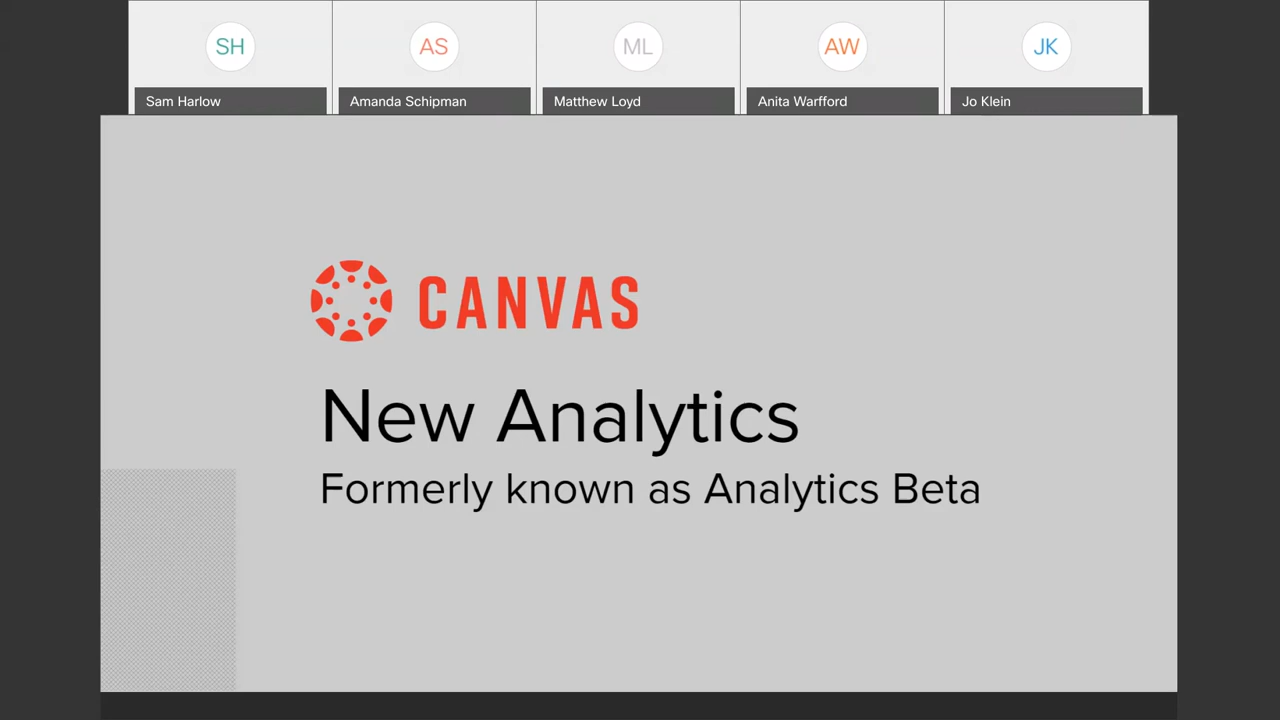 SH AS ML AW JK
Sam Harlow Amanda Schipman Matthew Loyd Anita Warfford Jo Klein
CANVAS
New Analytics
Formerly known as Analytics Beta